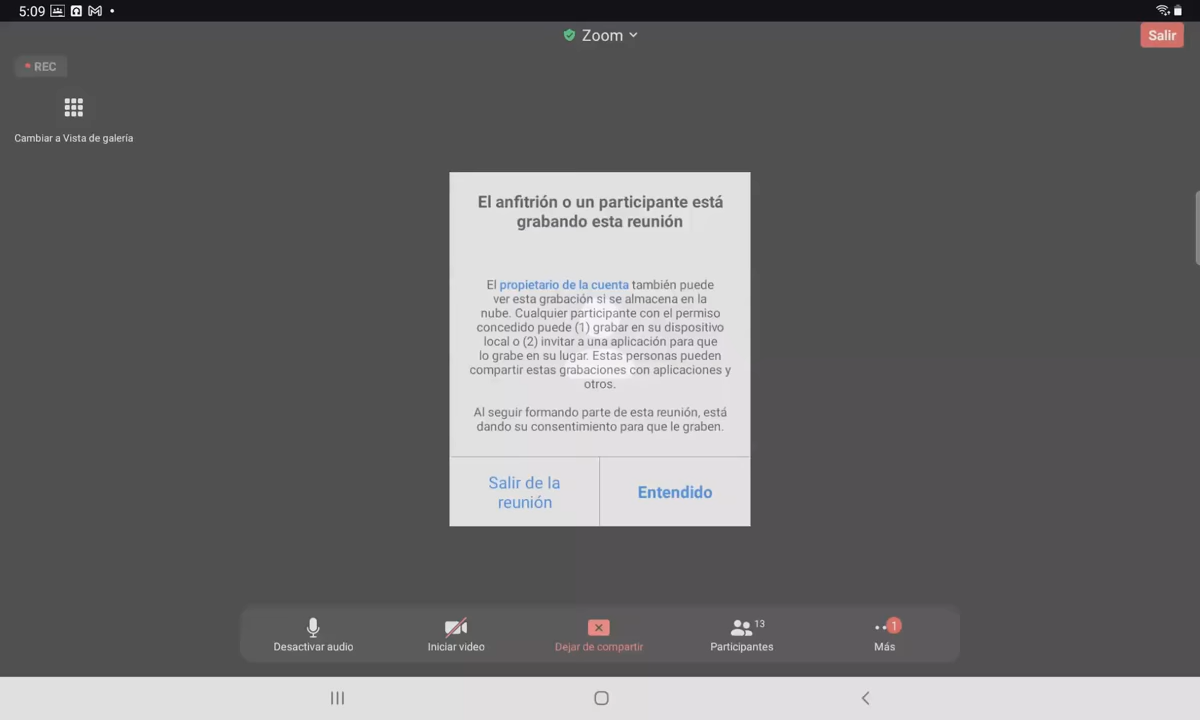 5:09
Zoom
Salir
REC
Cambiar a Vista de galería
El anfitrión o un participante está
grabando esta reunión
El propietario de la cuenta también puede
ver esta grabación si se almacena en la
nube. Cualquier participante con el permiso
concedido puede (1) grabar en su dispositivo
local o (2) invitar a una aplicación para que
lo grabe en su lugar. Estas personas pueden
compartir estas grabaciones con aplicaciones y
otros.
Al seguir formando parte de esta reunión, está
dando su consentimiento para que le graben.
Salir de la
reunión
Entendido
13
1
Desactivar audio
Iniciar video
Dejar de compartir
Participantes
Más